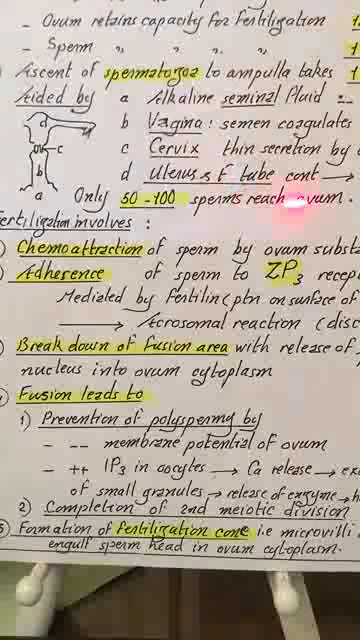 - Ovum retains capacity for fertilization
- Sperm " " " "
Ascent of spermatozoa to ampulla takes
Aided by a Alkaline seminal fluid --
b Vagina: semen coagulates
c Cervix thin secretion by
d Uterus & F tube cont →
d
c
b
a
Only 50-100 sperms reach ovum.
Fertilization involves:
Chemoattraction of sperm by ovum
Adherence of sperm to ZP3
Mediated by Fertilin (ptn on surface of
→ Acrosomal reaction
Break down of fusion area with release of
nucleus into ovum cytoplasm
Fusion leads to
1) Prevention of polyspermy by
- -- membrane potential of ovum
- ++ IP3 in oocytes → Ca release →
of small granules → release of enzyme →
2) Completion of 2nd meiotic division
5) Formation of fertilization cone i.e microvilli
engulf sperm head in ovum cytoplasm.